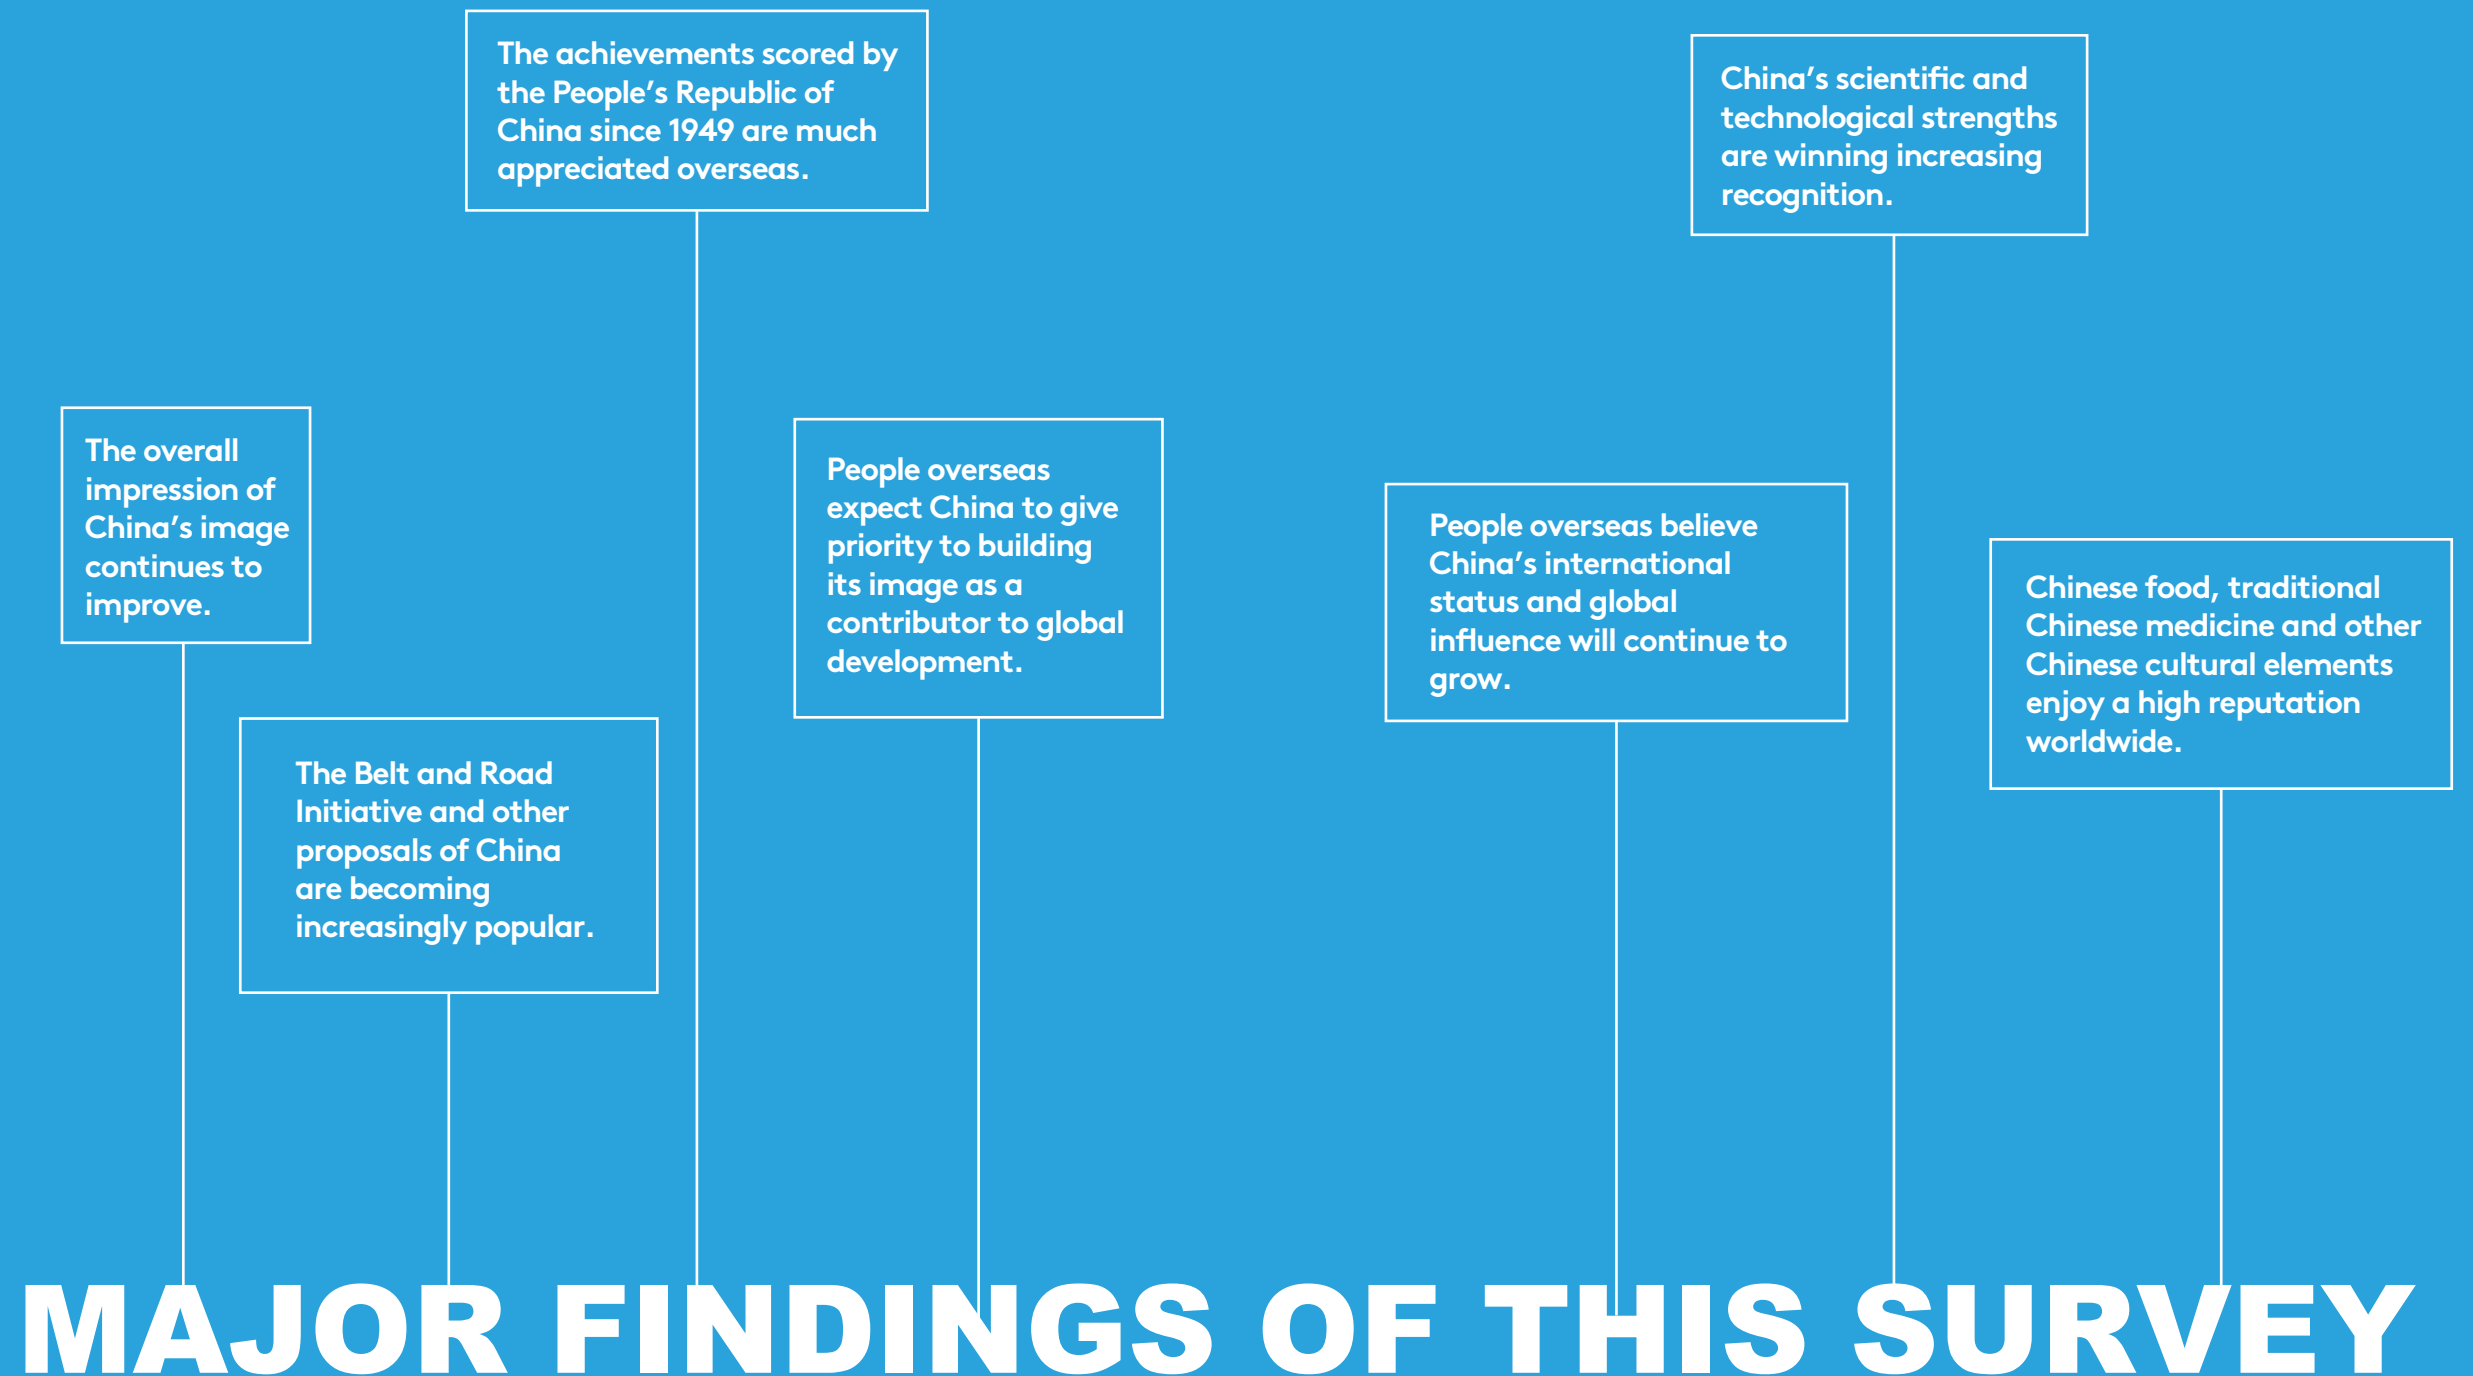 The achievements scored by
the People's Republic of
China since 1949 are much
appreciated overseas.
China's scientific and
technological strengths
are winning increasing
recognition.
The overall
impression of
China's image
continues to
improve.
People overseas
expect China to give
priority to building
its image as a
contributor to global
development.
People overseas believe
China's international
status and global
influence will continue to
grow.
Chinese food, traditional
Chinese medicine and other
Chinese cultural elements
enjoy a high reputation
worldwide.
The Belt and Road
Initiative and other
proposals of China
are becoming
increasingly popular.
MAJOR FINDINGS OF THIS SURVEY